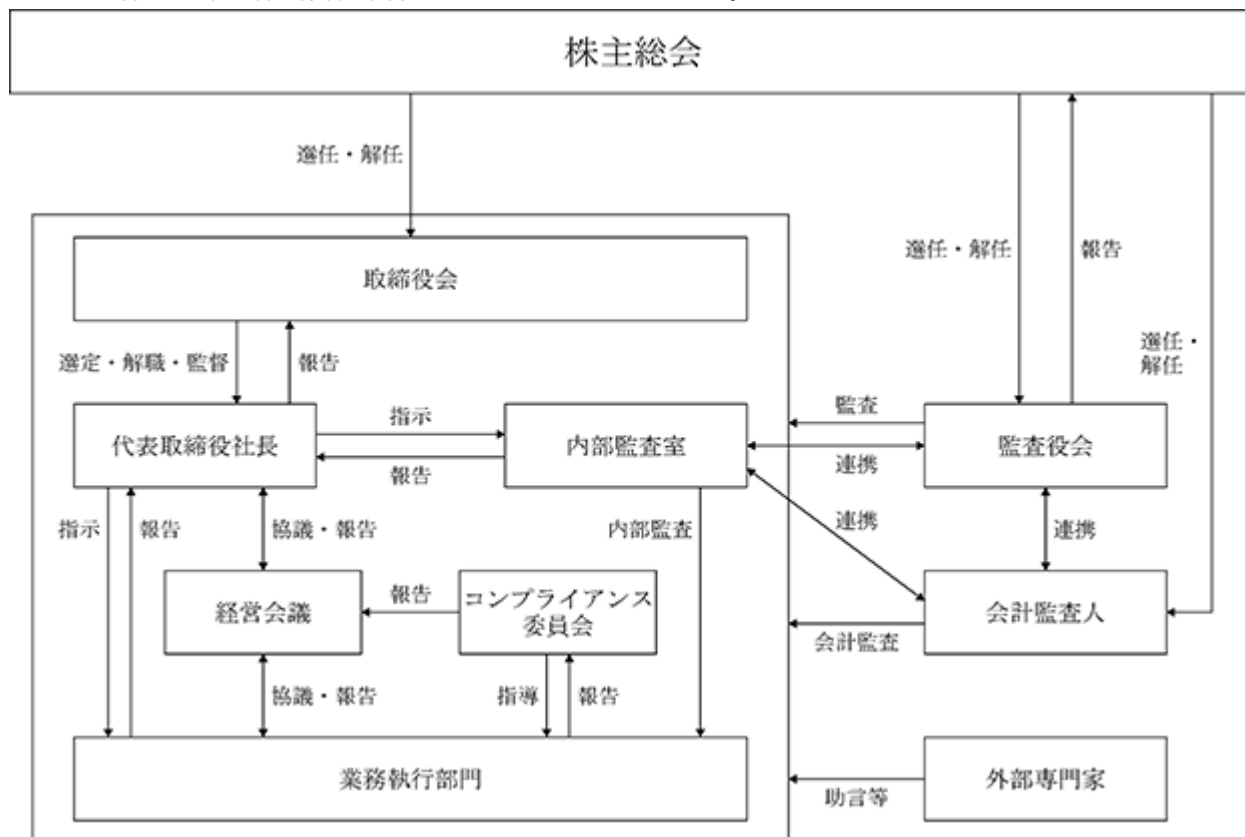 株主総会
選任・解任
選任・解任
報告
選任・
解任
取締役会
選定・解職・監督
報告
代表取締役社長
指示
報告
内部監査室
監査
連携
監査役会
指示
報告
協議・報告
内部監査
連携
連携
経営会議
報告
コンプライアンス
委員会
会計監査
会計監査人
協議・報告
指導
報告
業務執行部門
助言等
外部専門家